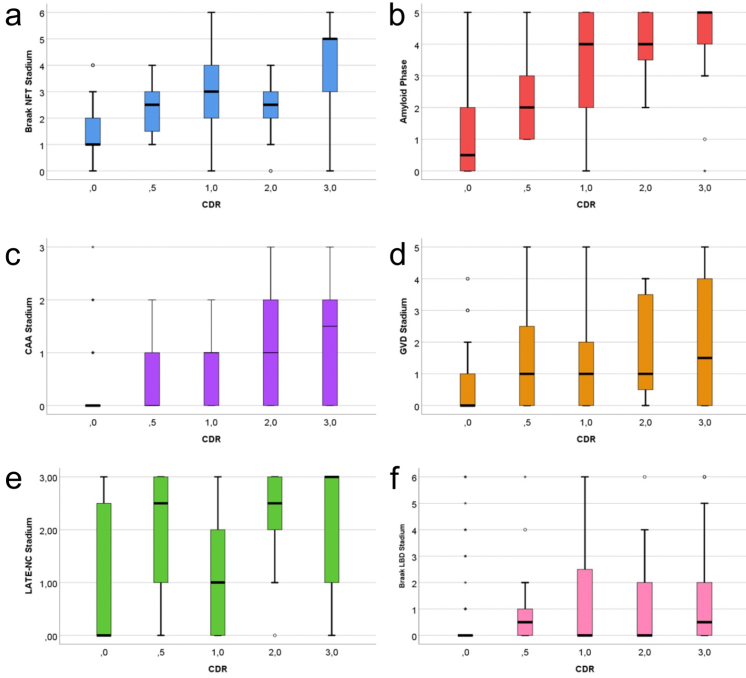 a
Braak NFT Stadium
6
5
4
3
2
1
0
,0 ,5 1,0 2,0 3,0
CDR
b
Amyloid Phase
5
4
3
2
1
0
,0 ,5 1,0 2,0 3,0
CDR
c
CAA Stadium
3
2
1
0
,0 ,5 1,0 2,0 3,0
CDR
d
GVD Stadium
5
4
3
2
1
0
,0 ,5 1,0 2,0 3,0
CDR
e
LATE-NC Stadium
3,00
2,00
1,00
,00
,0 ,5 1,0 2,0 3,0
CDR
f
Braak LBD Stadium
6
5
4
3
2
1
0
,0 ,5 1,0 2,0 3,0
CDR